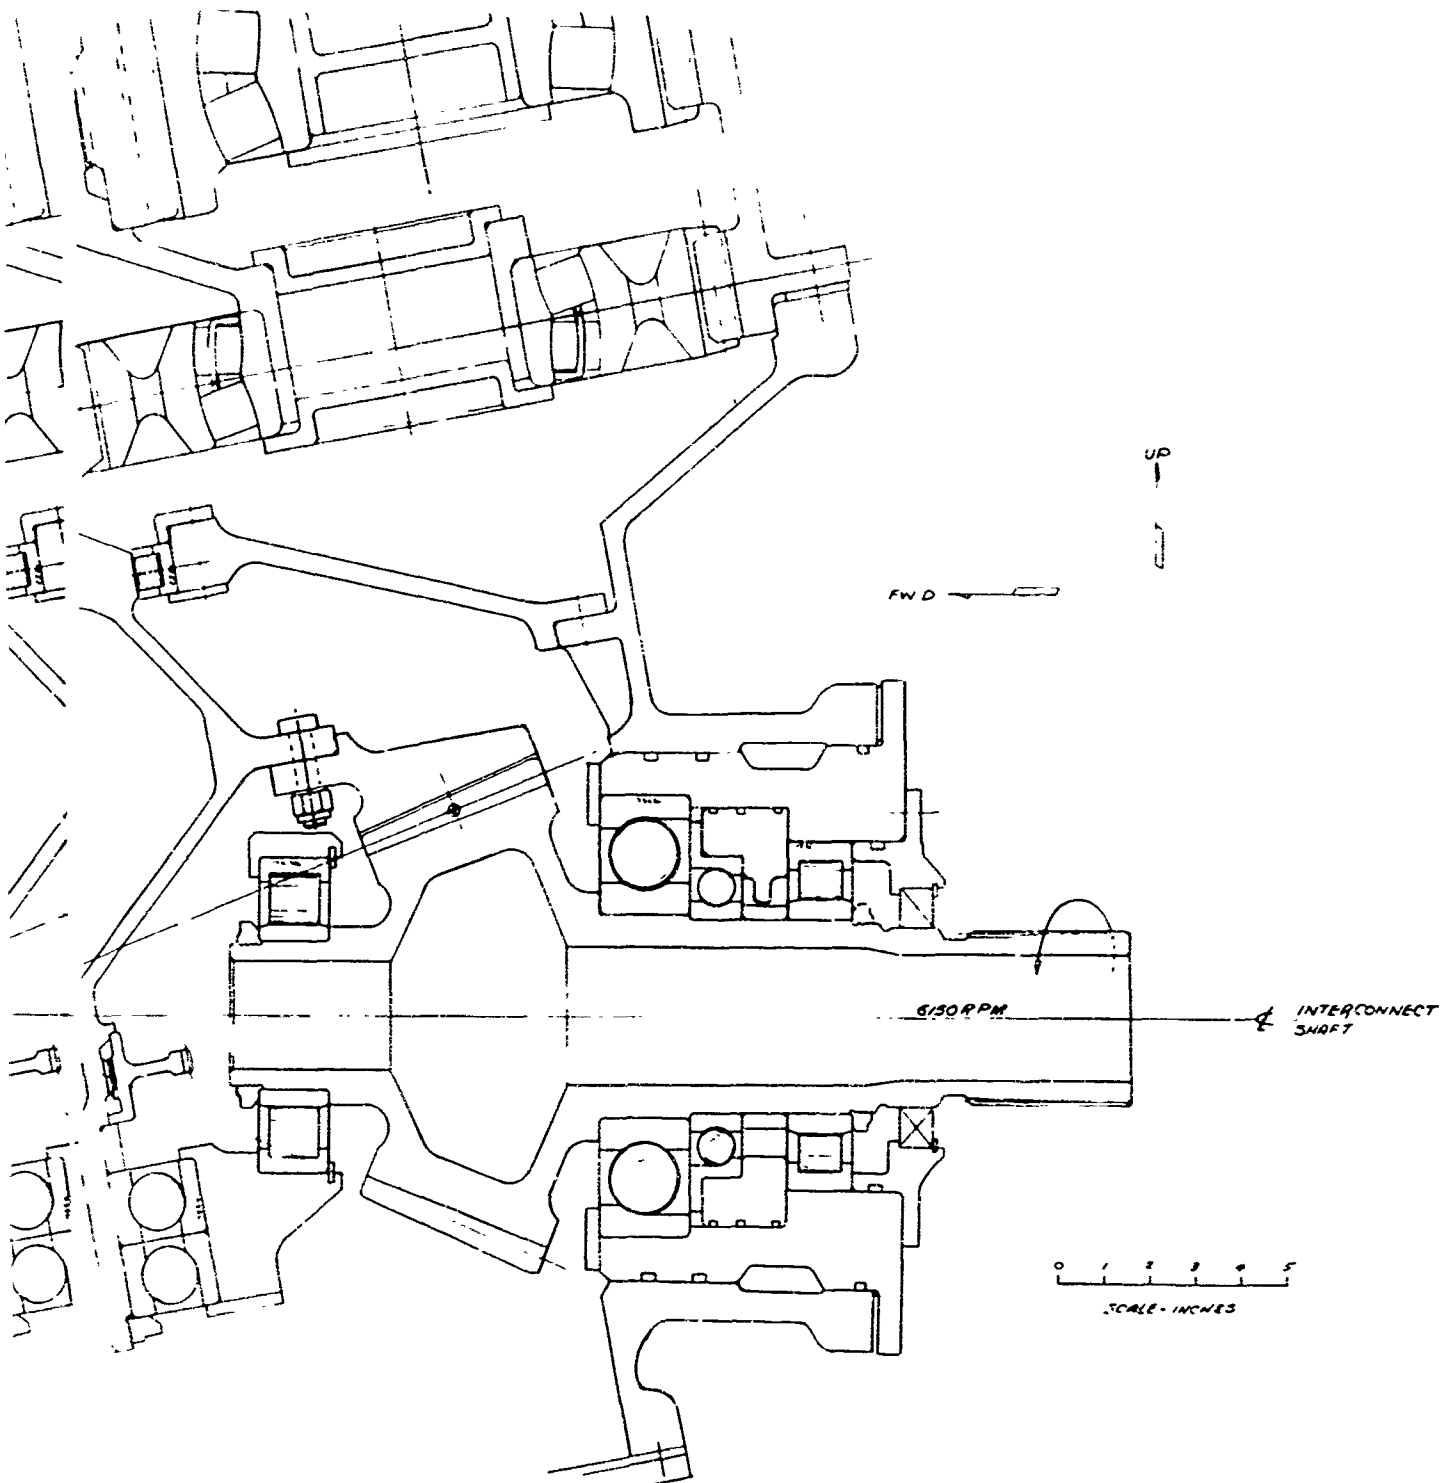 UP
FWD
6150 RPM
℄ INTERCONNECT
SHAFT
0 1 2 3 4 5
SCALE - INCHES